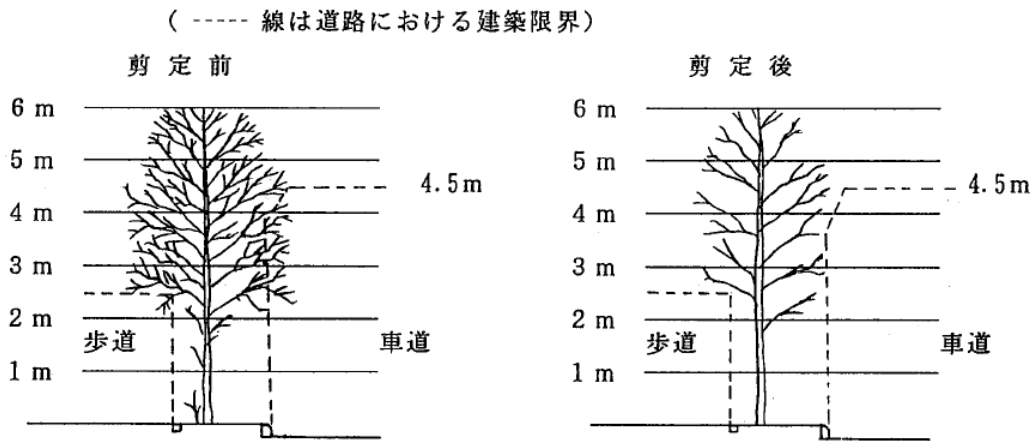 ( ----- 線は道路における建築限界)
剪定前
6 m
5 m
4 m
3 m
2 m
1 m
4.5m
歩道
車道
剪定後
6 m
5 m
4 m
3 m
2 m
1 m
4.5m
歩道
車道